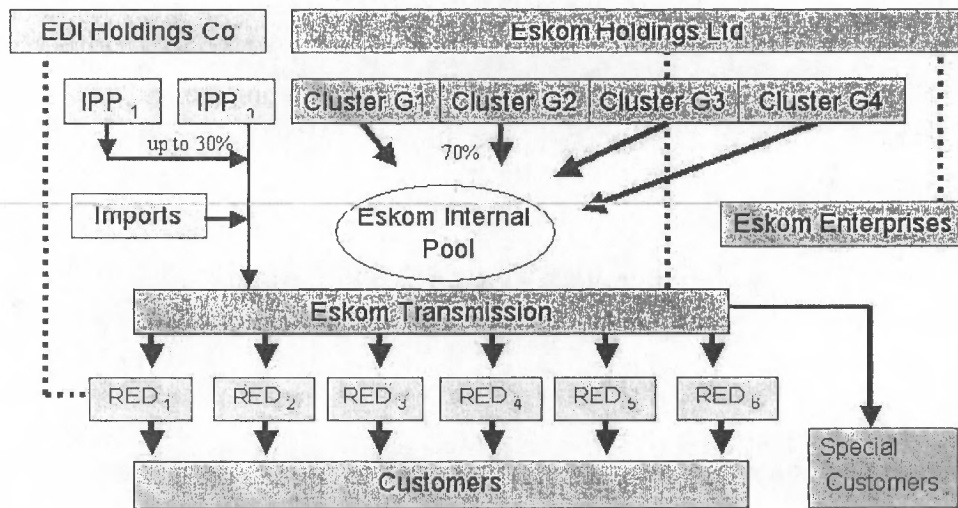 EDI Holdings Co
Eskom Holdings Ltd
IPP 1
IPP
Cluster G1
Cluster G2
Cluster G3
Cluster G4
up to 30%
70%
Imports
Eskom Internal
Pool
Eskom Enterprises
Eskom Transmission
RED 1
RED 2
RED 3
RED 4
RED 5
RED 6
Customers
Special
Customers